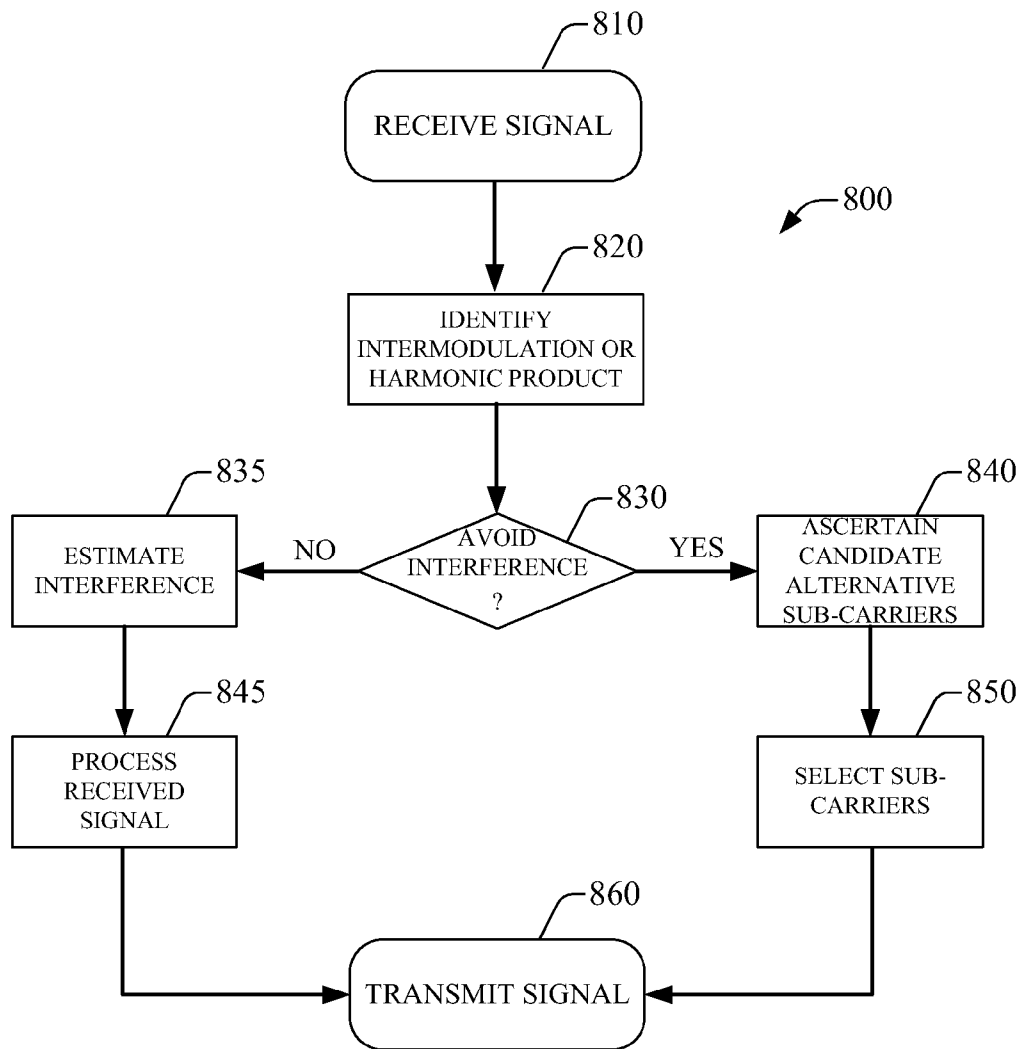 810
RECEIVE SIGNAL
800
820
IDENTIFY
INTERMODULATION OR
HARMONIC PRODUCT
835
830
840
ESTIMATE
INTERFERENCE
NO
AVOID
INTERFERENCE
?
YES
ASCERTAIN
CANDIDATE
ALTERNATIVE
SUB-CARRIERS
845
850
PROCESS
RECEIVED
SIGNAL
SELECT SUB-
CARRIERS
860
TRANSMIT SIGNAL